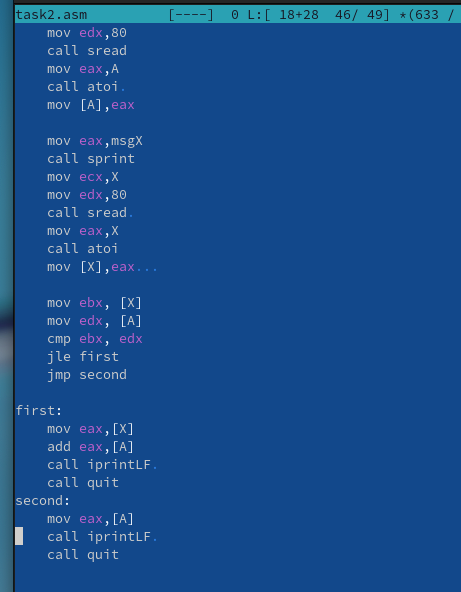 task2.asm          [----]  0 L:[ 18+28  46/ 49] *(633 /
    mov edx,80
    call sread
    mov eax,A
    call atoi.
    mov [A],eax

    mov eax,msgX
    call sprint
    mov ecx,X
    mov edx,80
    call sread.
    mov eax,X
    call atoi
    mov [X],eax...

    mov ebx, [X]
    mov edx, [A]
    cmp ebx, edx
    jle first
    jmp second

first:
    mov eax,[X]
    add eax,[A]
    call iprintLF.
    call quit
second:
    mov eax,[A]
    call iprintLF.
    call quit